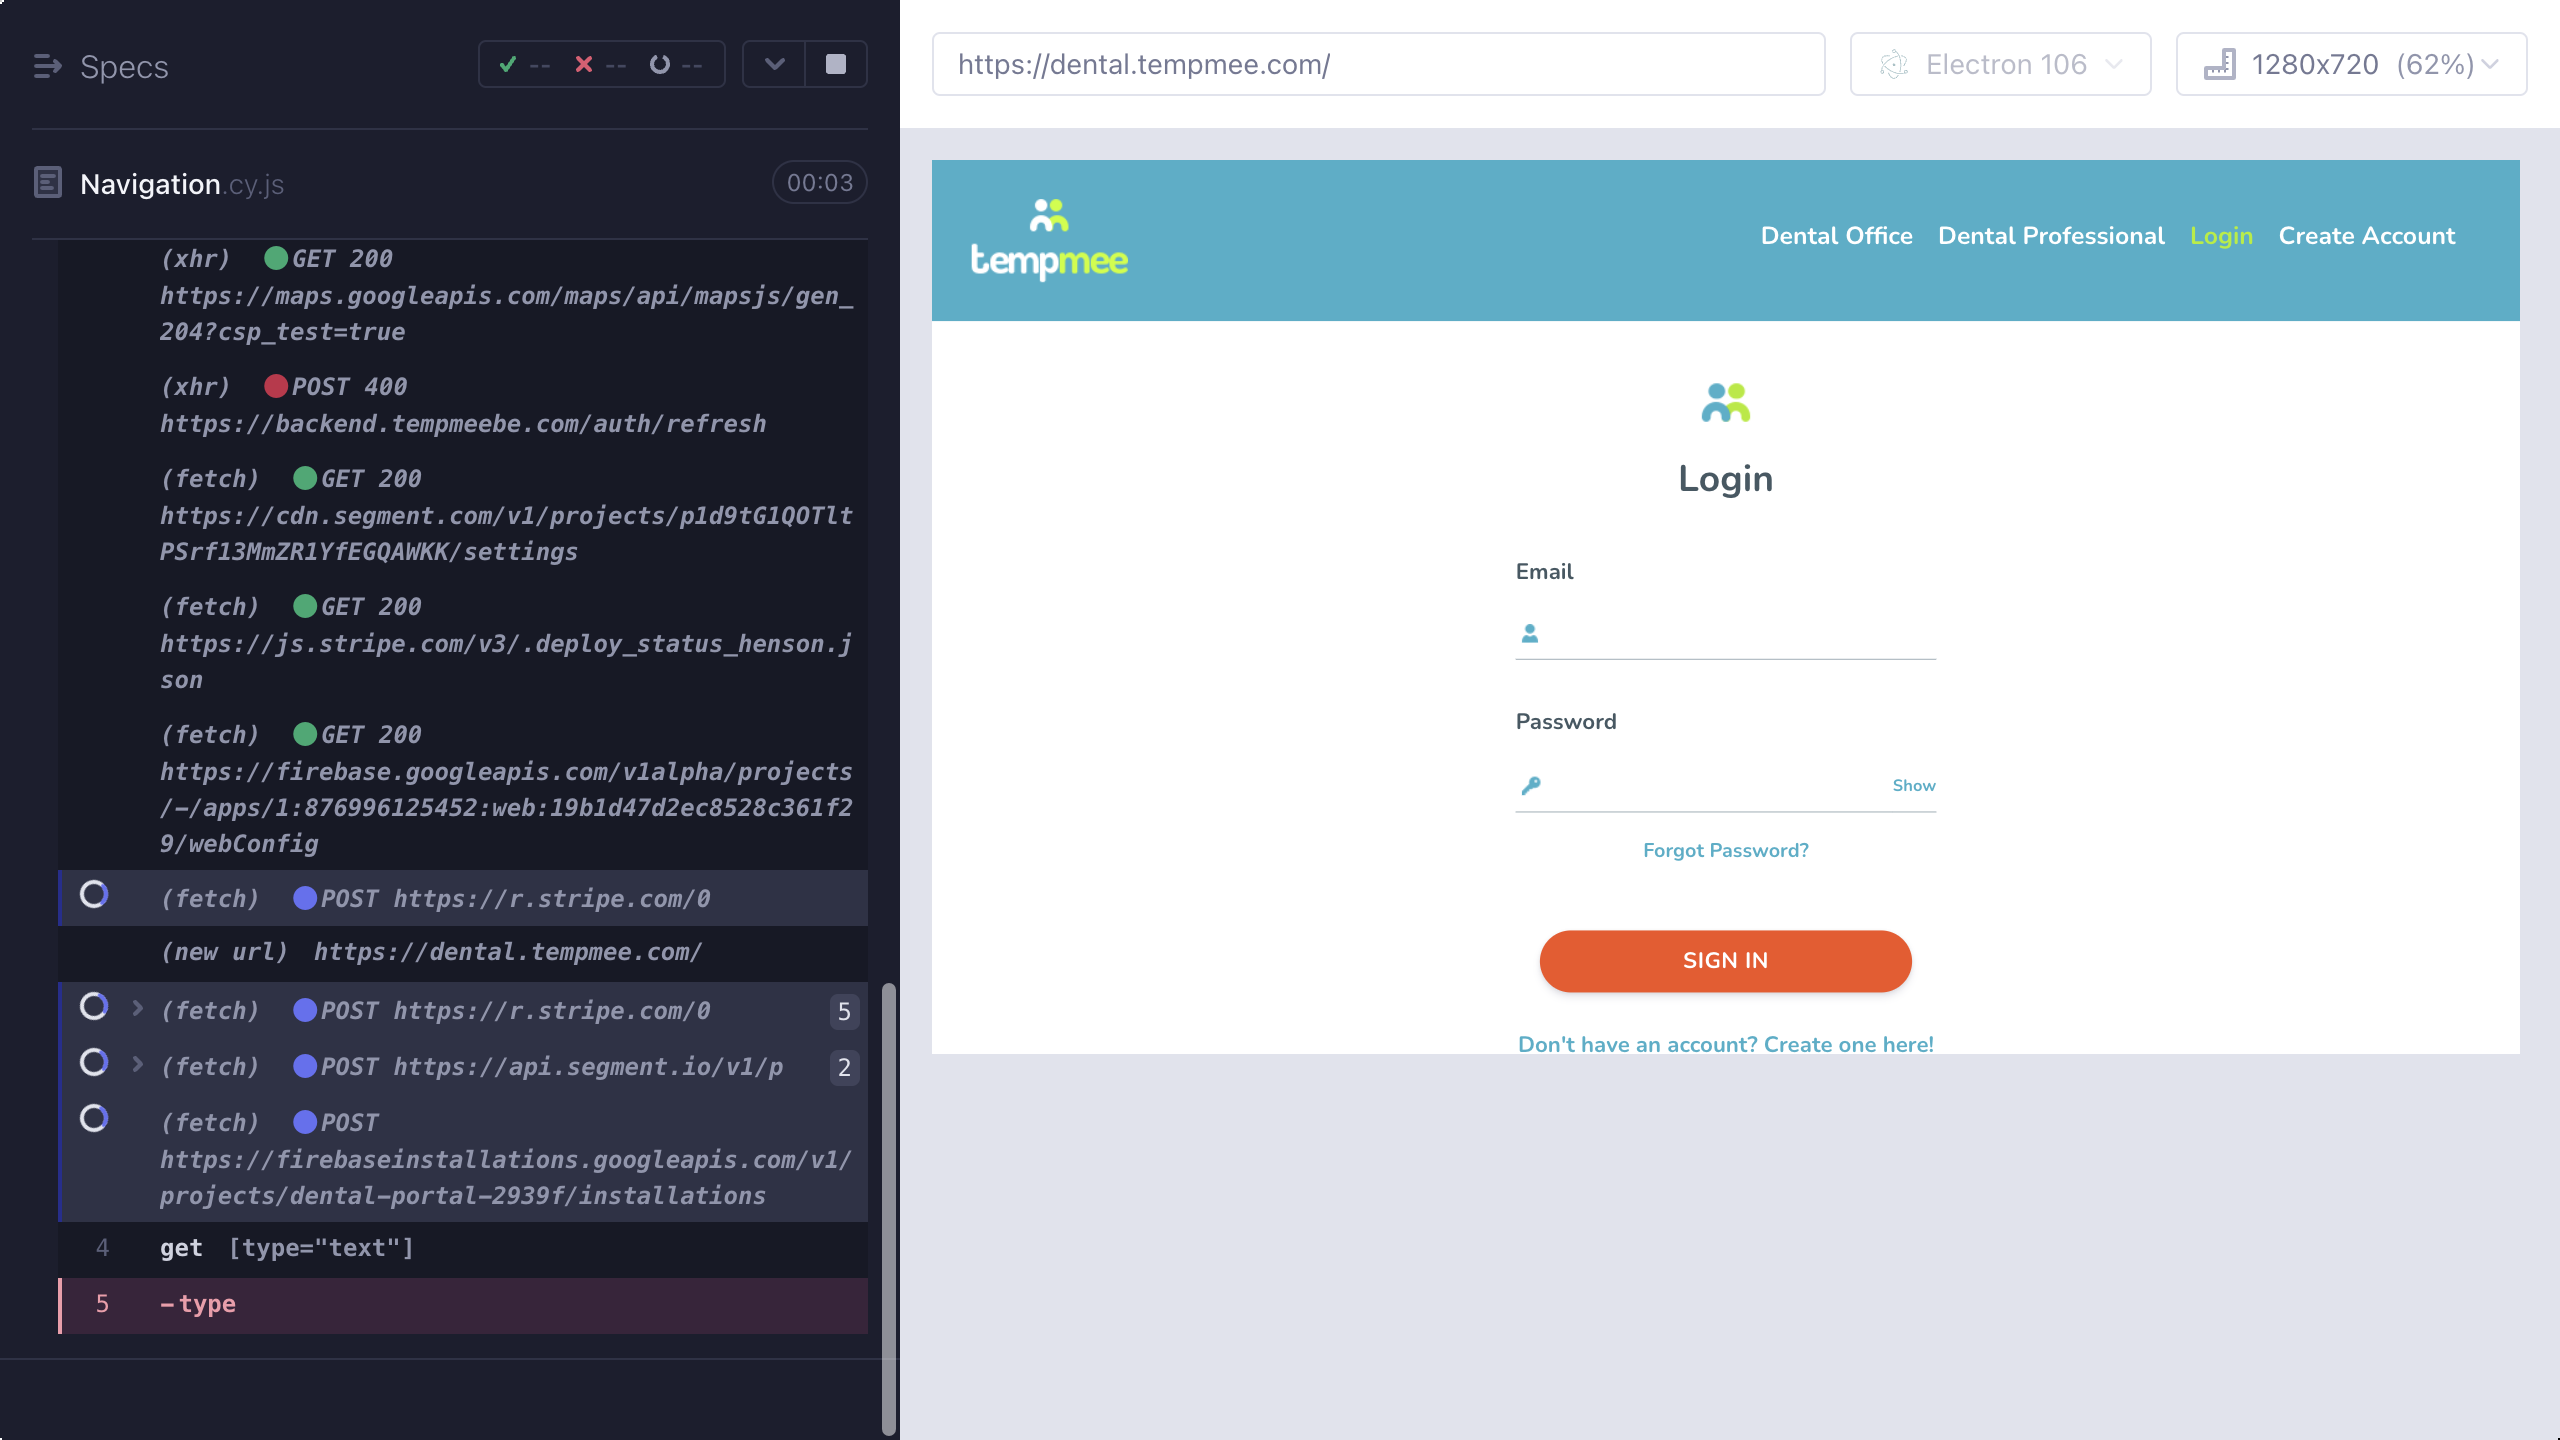 Specs
-- -- --
Navigation.cy.js
00:03
(xhr) GET 200
https://maps.googleapis.com/maps/api/mapsjs/gen_
204?csp_test=true
(xhr) POST 400
https://backend.tempmeebe.com/auth/refresh
(fetch) GET 200
https://cdn.segment.com/v1/projects/p1d9tG1QOTlt
PSrf13MmZR1YfEGQAWKK/settings
(fetch) GET 200
https://js.stripe.com/v3/.deploy_status_henson.j
son
(fetch) GET 200
https://firebase.googleapis.com/v1alpha/projects
/-/apps/1:876996125452:web:19b1d47d2ec8528c361f2
9/webConfig
(fetch) POST https://r.stripe.com/0
(new url) https://dental.tempmee.com/
(fetch) POST https://r.stripe.com/0 5
(fetch) POST https://api.segment.io/v1/p 2
(fetch) POST
https://firebaseinstallations.googleapis.com/v1/
projects/dental-portal-2939f/installations
4 get [type="text"]
5 -type
https://dental.tempmee.com/
Electron 106
1280x720 (62%)
tempmee
Dental Office Dental Professional Login Create Account
Login
Email
Password
Show
Forgot Password?
SIGN IN
Don't have an account? Create one here!